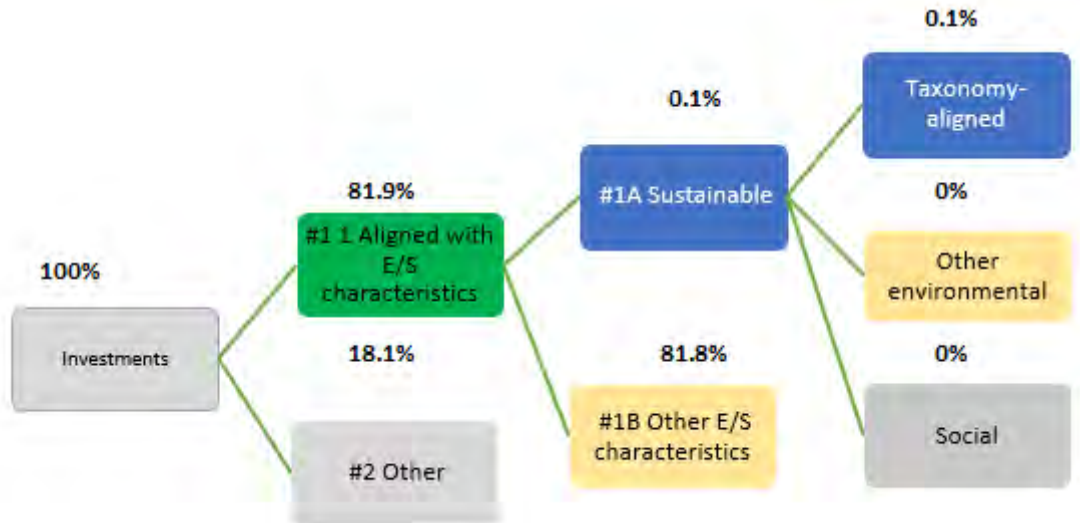 0.1%
Taxonomy-
aligned
0.1%
#1A Sustainable
81.9%
0%
#1 1 Aligned with
E/S
characteristics
Other
environmental
100%
Investments
18.1%
81.8%
0%
#1B Other E/S
characteristics
Social
#2 Other